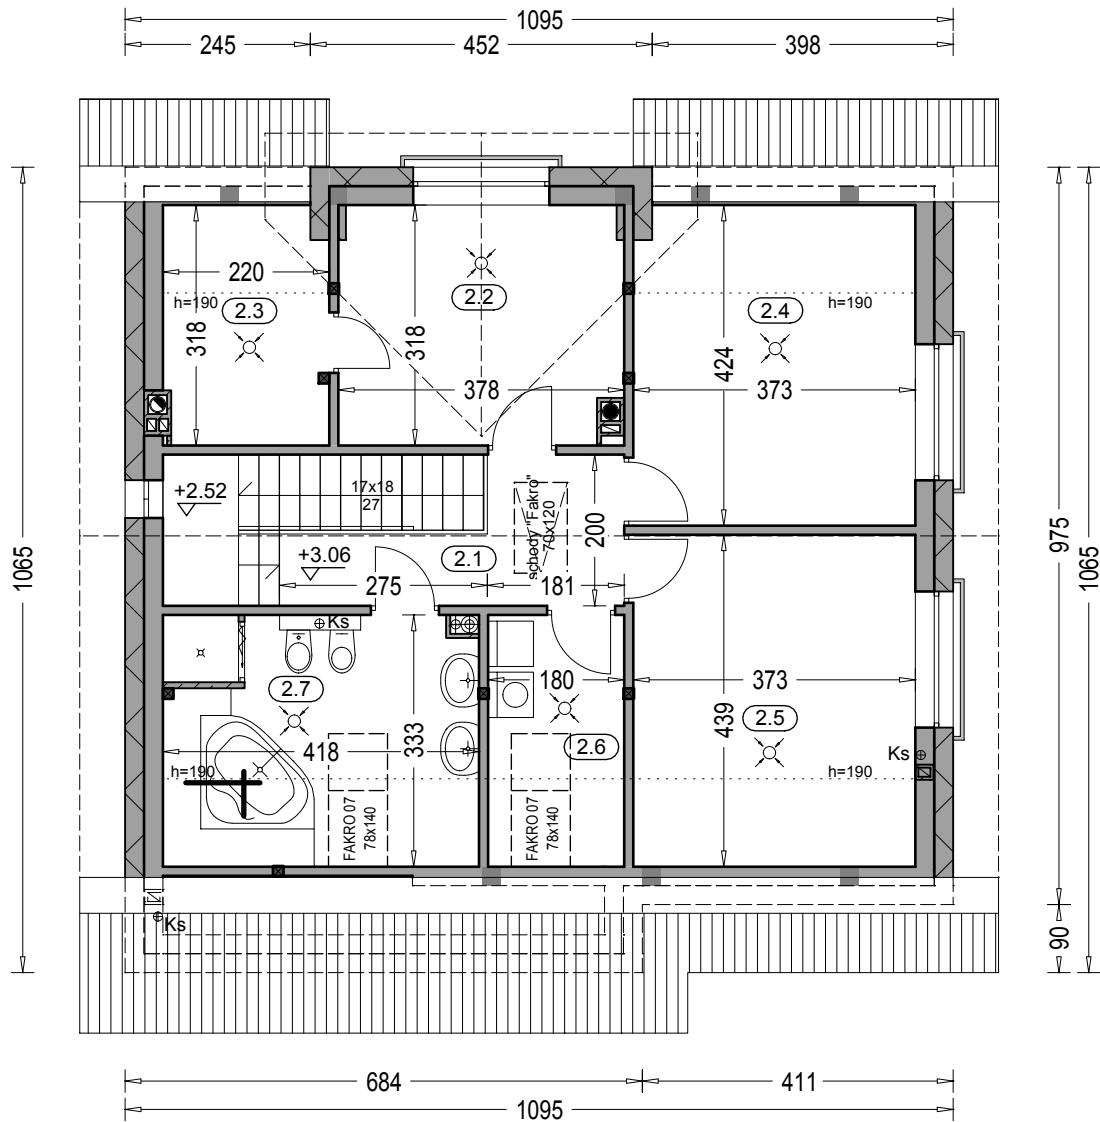 1095
245 452 398
220
h=190
2.3
318
2.2
318
378
2.4
h=190
424
373
1065
975
1065
90
+2.52
17x18
27
schody "Fakro"
70x120
200
+3.06
2.1
275
181
Ks
2.7
418
333
h=190
FAKRO 07
78x140
180
2.6
FAKRO 07
78x140
373
439
2.5
Ks
h=190
Ks
684 411
1095